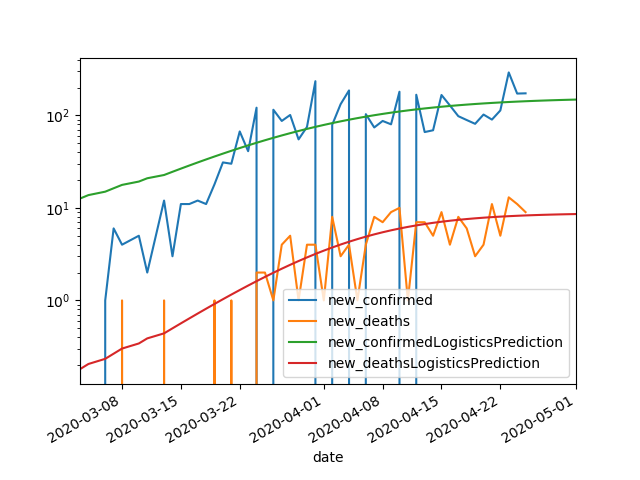 10²
10¹
10⁰
new_confirmed
new_deaths
new_confirmedLogisticsPrediction
new_deathsLogisticsPrediction
2020-03-08
2020-03-15
2020-03-22
2020-04-01
2020-04-08
2020-04-15
2020-04-22
2020-05-01
date